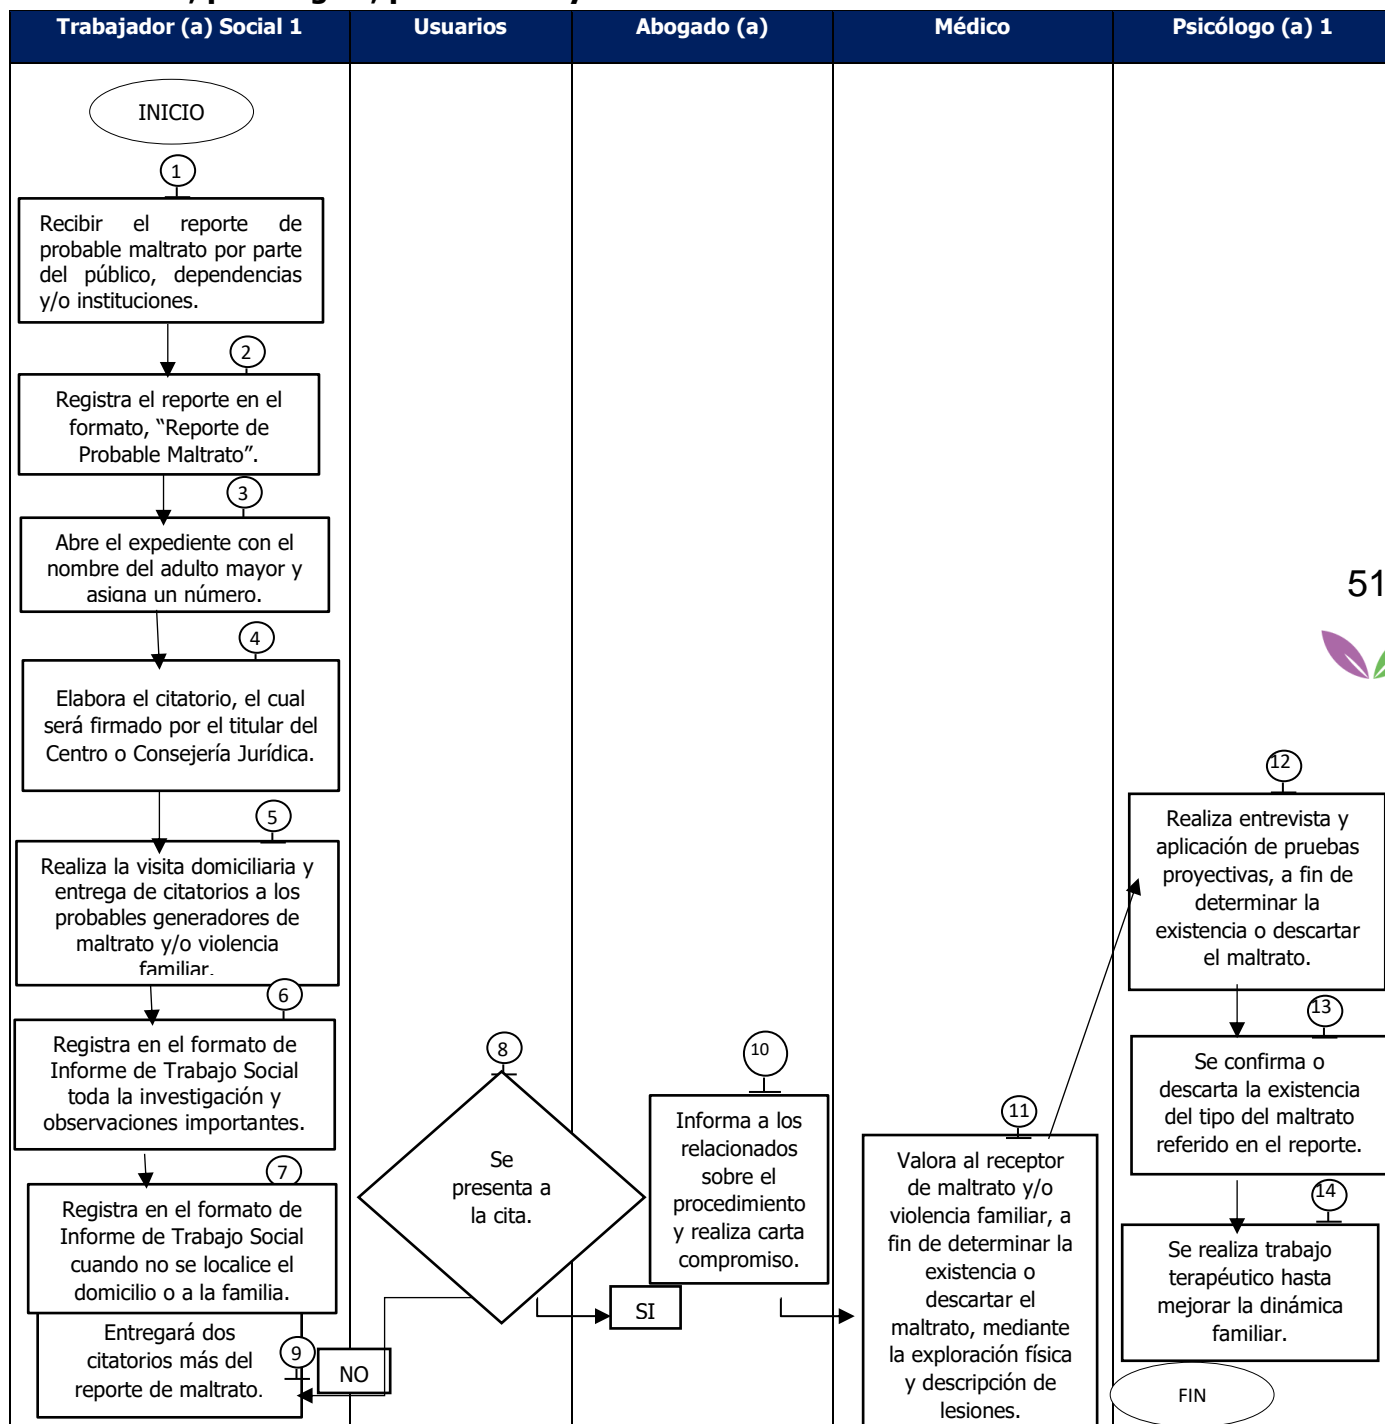 Trabajador (a) Social 1
Usuarios
Abogado (a)
Médico
Psicólogo (a) 1
INICIO
1
Recibir el reporte de
probable maltrato por parte
del público, dependencias
y/o instituciones.
2
Registra el reporte en el
formato, “Reporte de
Probable Maltrato”.
3
Abre el expediente con el
nombre del adulto mayor y
asigna un número.
4
Elabora el citatorio, el cual
será firmado por el titular del
Centro o Consejería Jurídica.
5
Realiza la visita domiciliaria y
entrega de citatorios a los
probables generadores de
maltrato y/o violencia
familiar.
6
Registra en el formato de
Informe de Trabajo Social
toda la investigación y
observaciones importantes.
7
Registra en el formato de
Informe de Trabajo Social
cuando no se localice el
domicilio o a la familia.
Entregará dos
citatorios más del
reporte de maltrato.
9
NO
8
Se
presenta a
la cita.
SI
10
Informa a los
relacionados
sobre el
procedimiento
y realiza carta
compromiso.
11
Valora al receptor
de maltrato y/o
violencia familiar, a
fin de determinar la
existencia o
descartar el
maltrato, mediante
la exploración física
y descripción de
lesiones.
12
Realiza entrevista y
aplicación de pruebas
proyectivas, a fin de
determinar la
existencia o descartar
el maltrato.
13
Se confirma o
descarta la existencia
del tipo del maltrato
referido en el reporte.
14
Se realiza trabajo
terapéutico hasta
mejorar la dinámica
familiar.
FIN
51